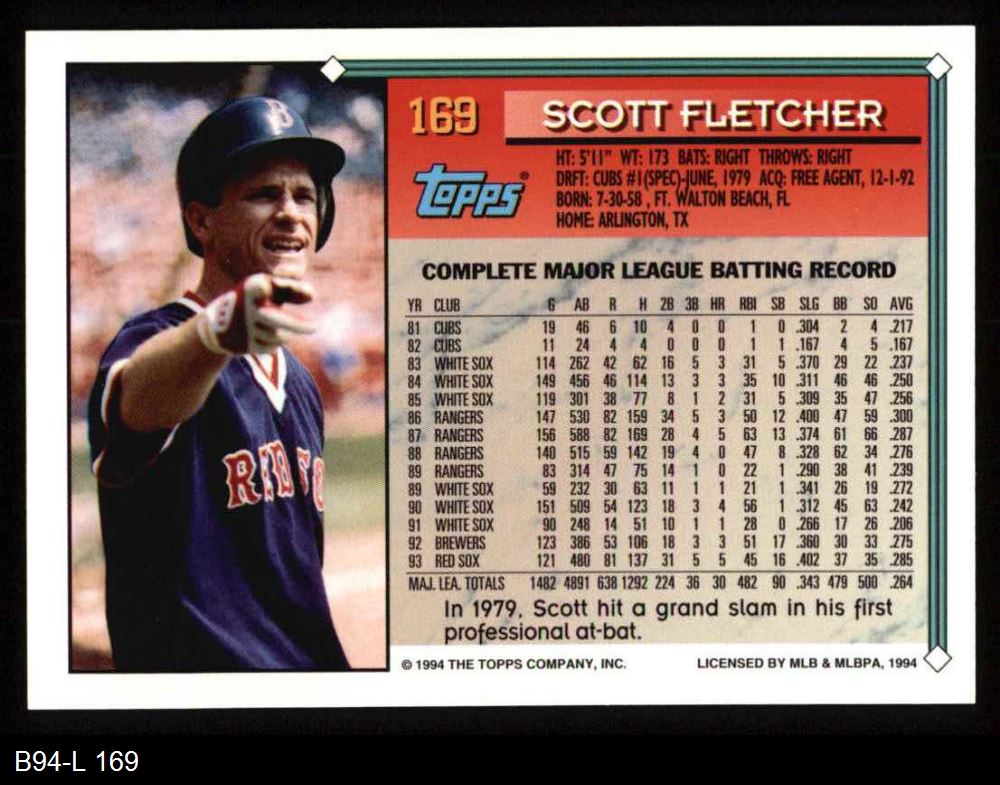 169
SCOTT FLETCHER
topps®
HT: 5'11" WT: 173 BATS: RIGHT THROWS: RIGHT
DRFT: CUBS #1(SPEC)-JUNE, 1979 ACQ: FREE AGENT, 12-1-92
BORN: 7-30-58 , FT. WALTON BEACH, FL
HOME: ARLINGTON, TX
COMPLETE MAJOR LEAGUE BATTING RECORD
YR CLUB G AB R H 2B 3B HR RBI SB SLG BB SO AVG
81 CUBS 19 46 6 10 4 0 0 1 0 .304 2 4 .217
82 CUBS 11 24 4 4 0 0 0 1 1 .167 4 5 .167
83 WHITE SOX 114 262 42 62 16 5 3 31 5 .370 29 22 .237
84 WHITE SOX 149 456 46 114 13 3 3 35 10 .311 46 46 .250
85 WHITE SOX 119 301 38 77 8 1 2 31 5 .309 35 47 .256
86 RANGERS 147 530 82 159 34 5 3 50 12 .400 47 59 .300
87 RANGERS 156 588 82 169 28 4 5 63 13 .374 61 66 .287
88 RANGERS 140 515 59 142 19 4 0 47 8 .328 62 34 .276
89 RANGERS 83 314 47 75 14 1 0 22 1 .290 38 41 .239
89 WHITE SOX 59 232 30 63 11 1 1 21 1 .341 26 19 .272
90 WHITE SOX 151 509 54 123 18 3 4 56 1 .312 45 63 .242
91 WHITE SOX 90 248 14 51 10 1 1 28 0 .266 17 26 .206
92 BREWERS 123 386 53 106 18 3 3 51 17 .360 30 33 .275
93 RED SOX 121 480 81 137 31 5 5 45 16 .402 37 35 .285
MAJ. LEA. TOTALS 1482 4891 638 1292 224 36 30 482 90 .343 479 500 .264
In 1979, Scott hit a grand slam in his first
professional at-bat.
© 1994 THE TOPPS COMPANY, INC. LICENSED BY MLB & MLBPA, 1994
B
RED SO
B94-L 169